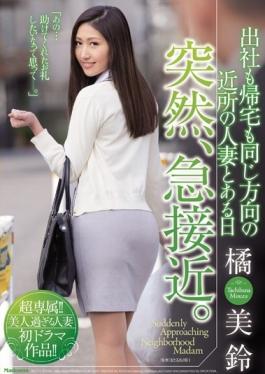 「あの…
助けてくれたお礼
したいなぁて思って…。」
出社も帰宅も同じ方向の
近所の人妻とある日
突然、急接近。
橘
Tachibana
Misuzu
美鈴
Suddenly
Approaching
Neighborhood
Madam
超専属!!
美人過ぎる人妻
初ドラマ
作品!!
Madonna